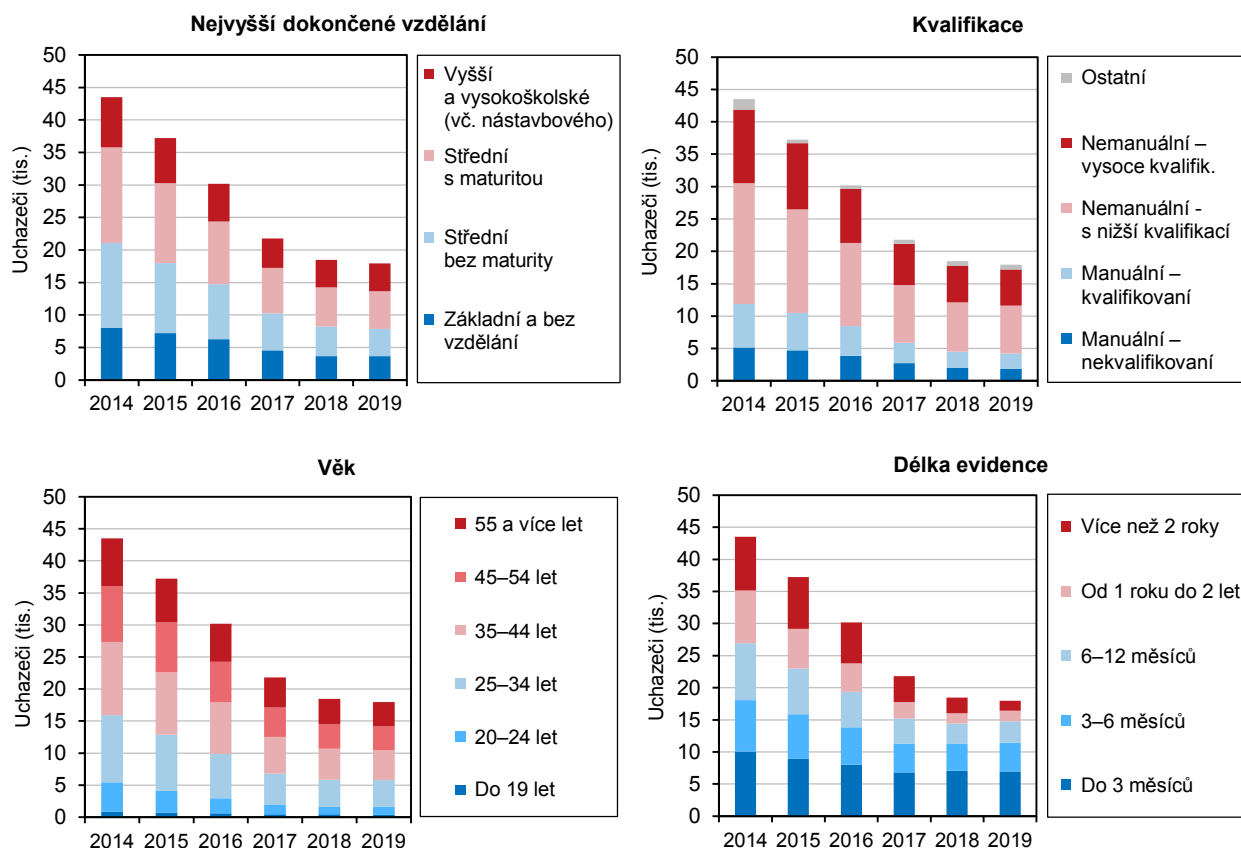 Nejvyšší dokončené vzdělání
Uchazeči (tis.)
50
45
40
35
30
25
20
15
10
5
0
2014 2015 2016 2017 2018 2019
Vyšší
a vysokoškolské
(vč. nástavbového)
Střední
s maturitou
Střední
bez maturity
Základní a bez
vzdělání
Kvalifikace
Uchazeči (tis.)
50
45
40
35
30
25
20
15
10
5
0
2014 2015 2016 2017 2018 2019
Ostatní
Nemanuální –
vysoce kvalifik.
Nemanuální -
s nižší kvalifikací
Manuální –
kvalifikovaní
Manuální –
nekvalifikovaní
Věk
Uchazeči (tis.)
50
45
40
35
30
25
20
15
10
5
0
2014 2015 2016 2017 2018 2019
55 a více let
45–54 let
35–44 let
25–34 let
20–24 let
Do 19 let
Délka evidence
Uchazeči (tis.)
50
45
40
35
30
25
20
15
10
5
0
2014 2015 2016 2017 2018 2019
Více než 2 roky
Od 1 roku do 2 let
6–12 měsíců
3–6 měsíců
Do 3 měsíců